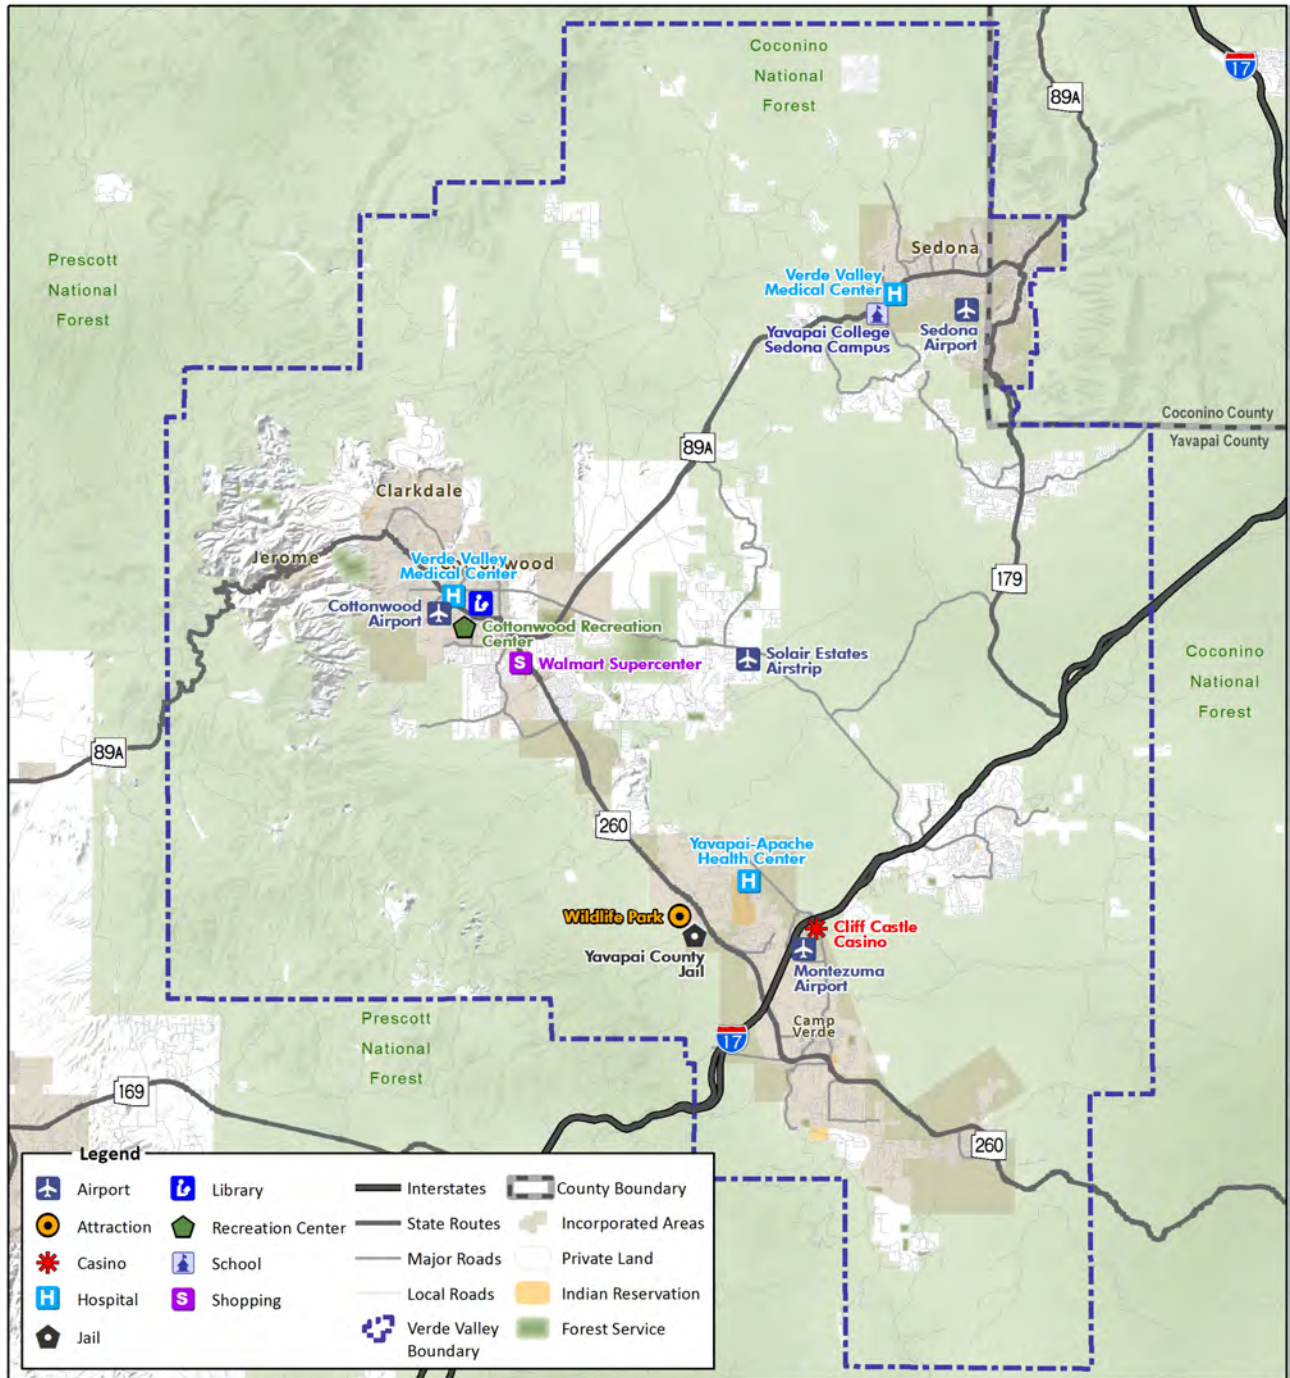 Coconino
National
Forest
17
89A
Prescott
National
Forest
Sedona
Verde Valley
Medical Center
H
Yavapai College
Sedona Campus
Sedona
Airport
Coconino County
Yavapai County
89A
Clarkdale
Jerome
Verde Valley
Medical Center
H
Cottonwood
Airport
Cottonwood Recreation
Center
S
Walmart Supercenter
Solair Estates
Airstrip
179
Coconino
National
Forest
89A
260
Yavapai-Apache
Health Center
H
Wildlife Park
Yavapai County
Jail
Cliff Castle
Casino
Montezuma
Airport
Camp
Verde
17
Prescott
National
Forest
169
260
Legend
Airport
Attraction
Casino
H
Hospital
Jail
Library
Recreation Center
School
S
Shopping
Interstates
State Routes
Major Roads
Local Roads
Verde Valley
Boundary
County Boundary
Incorporated Areas
Private Land
Indian Reservation
Forest Service